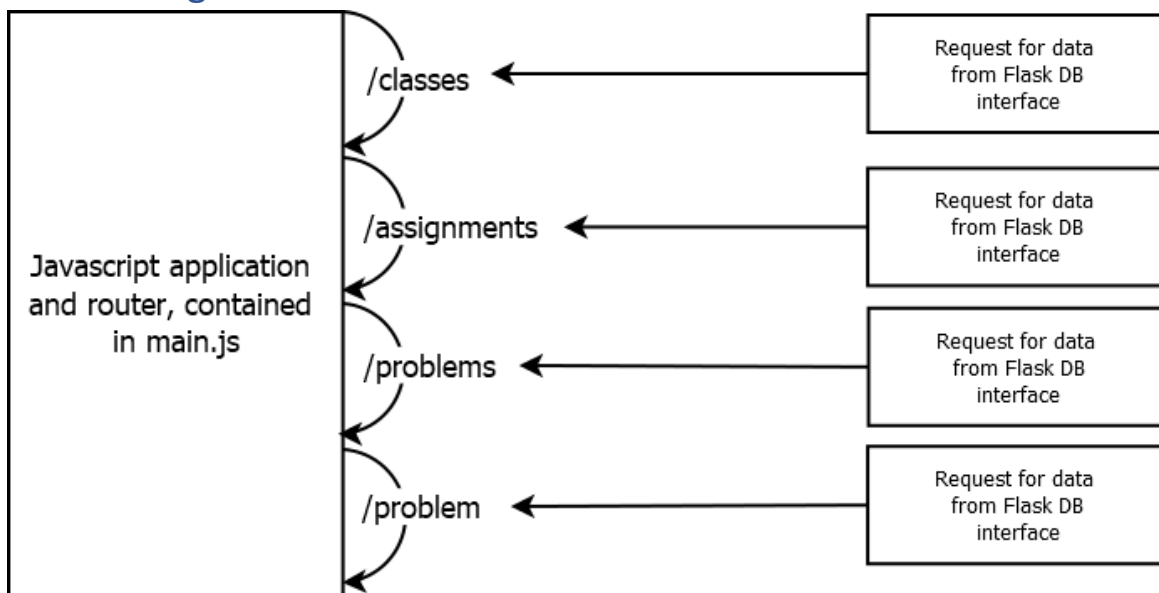 /classes
Request for data
from Flask DB
interface
/assignments
Request for data
from Flask DB
interface
Javascript application
and router, contained
in main.js
/problems
Request for data
from Flask DB
interface
/problem
Request for data
from Flask DB
interface